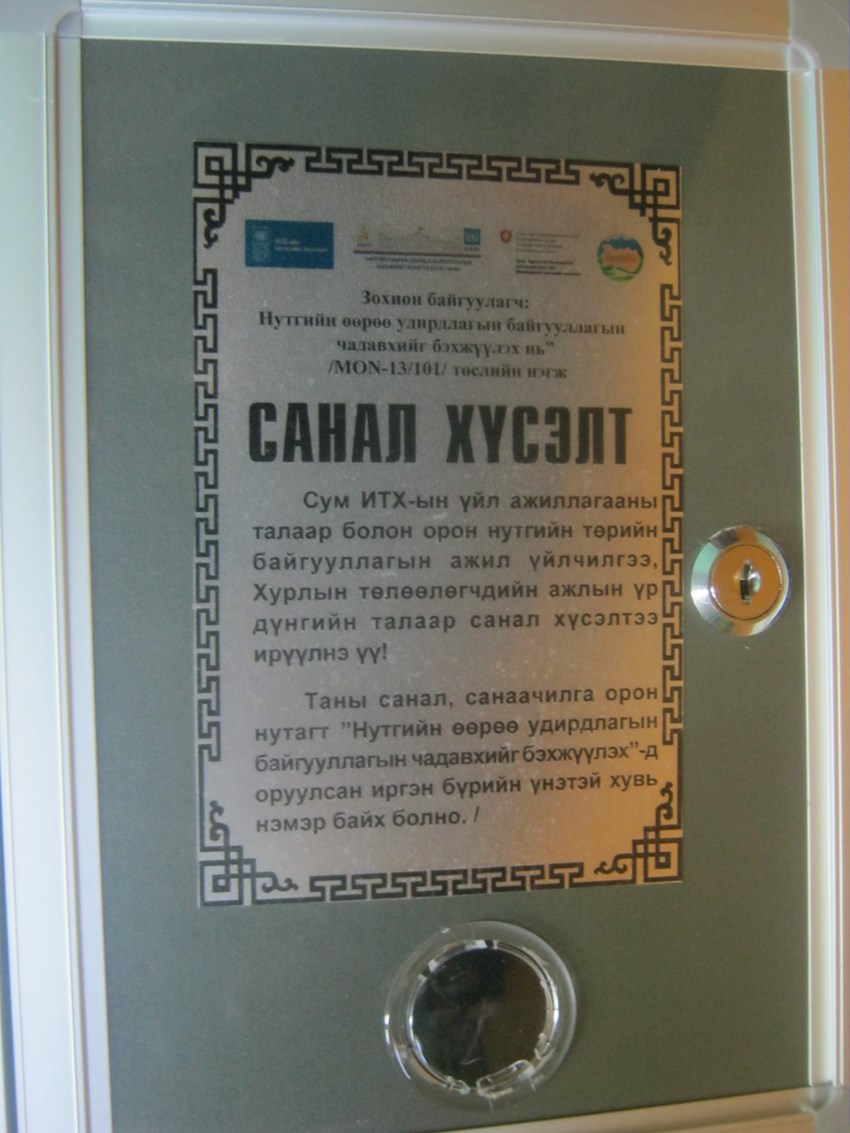 Зохион байгуулагч:
Нутгийн өөрөө удирдлагын байгууллагын
чадавхийг бэхжүүлэх нь”
/MON-13/101/ төслийн нэгж
САНАЛ ХҮСЭЛТ
Сум ИТХ-ын үйл ажиллагааны
талаар болон орон нутгийн төрийн
байгууллагын ажил үйлчилгээ,
Хурлын төлөөлөгчдийн ажлын үр
дүнгийн талаар санал хүсэлтээ
ирүүлнэ үү!
Таны санал, санаачилга орон
нутагт ”Нутгийн өөрөө удирдлагын
байгууллагын чадавхийг бэхжүүлэх”-д
оруулсан иргэн бүрийн үнэтэй хувь
нэмэр байх болно. /